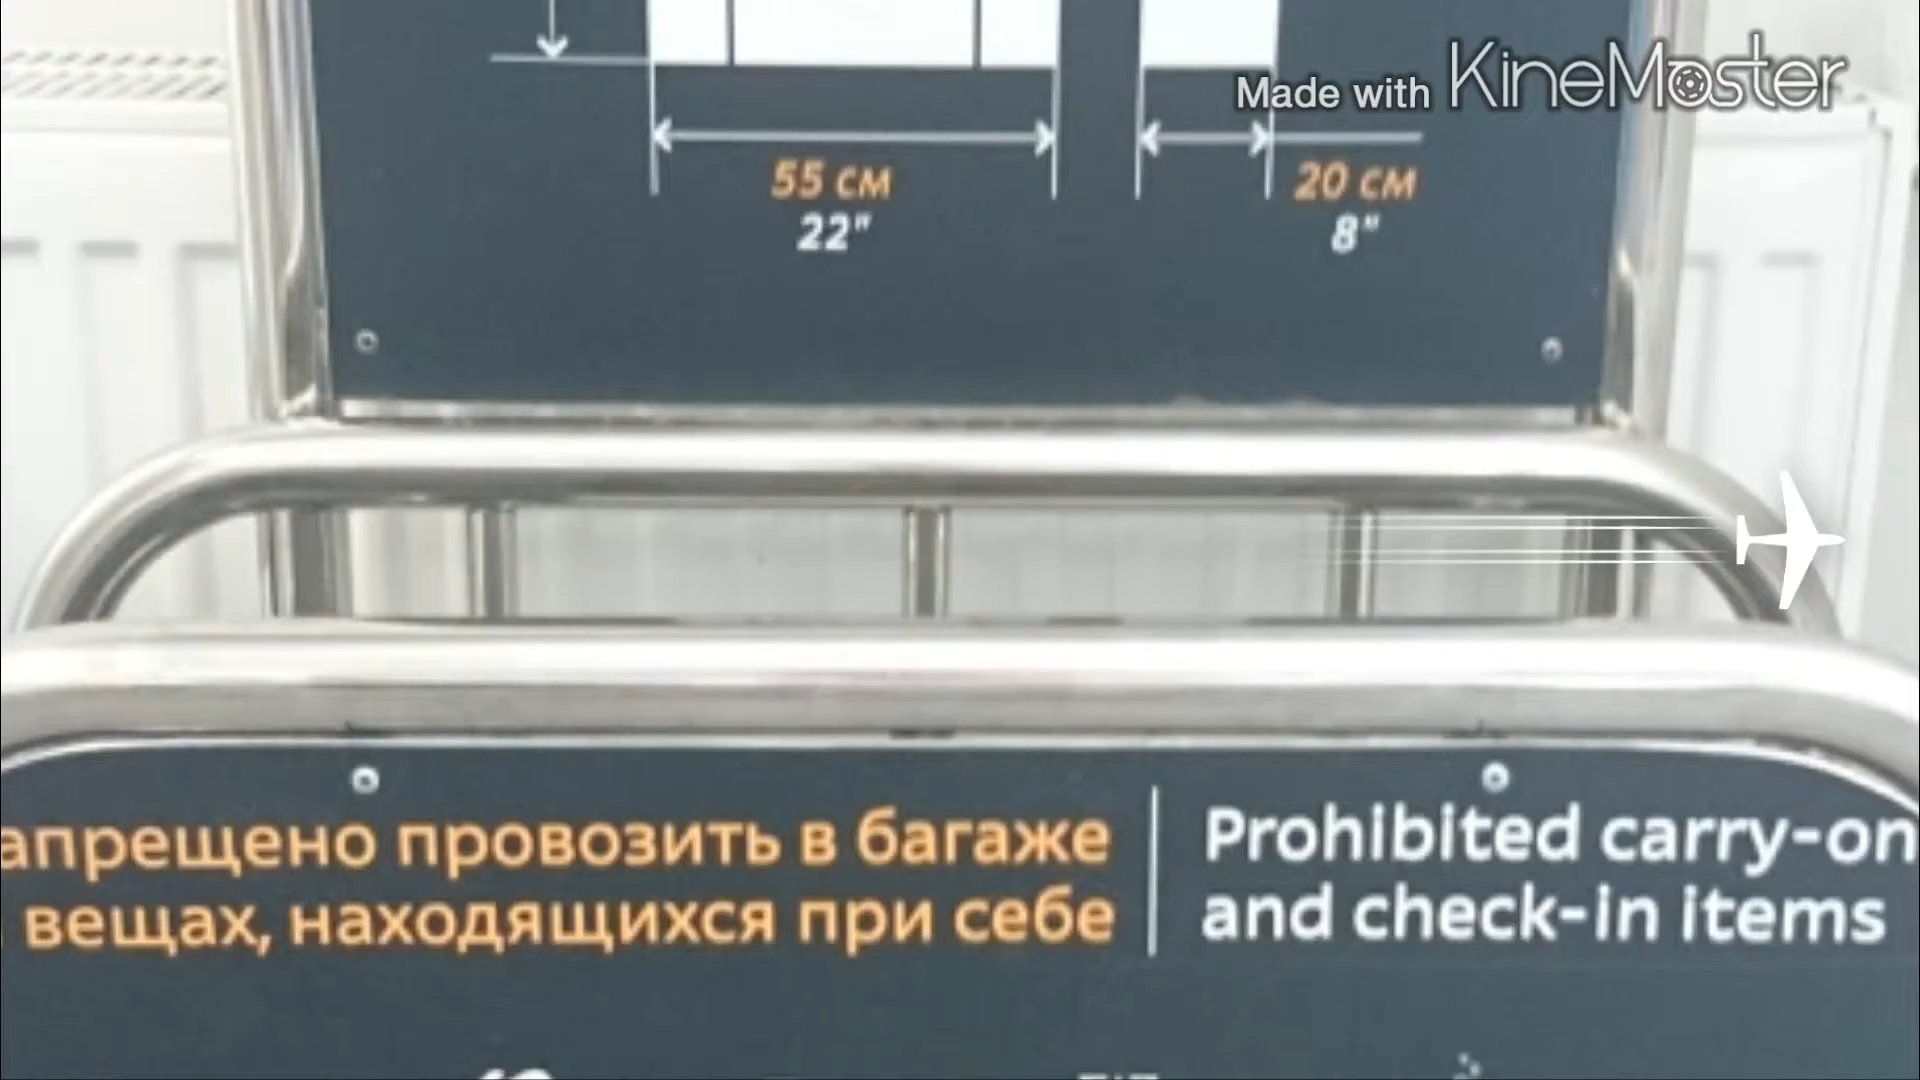 Made with KineMaster
55 см
22"
20 см
8"
апрещено провозить в багаже
вещах, находящихся при себе
Prohibited carry-on
and check-in items